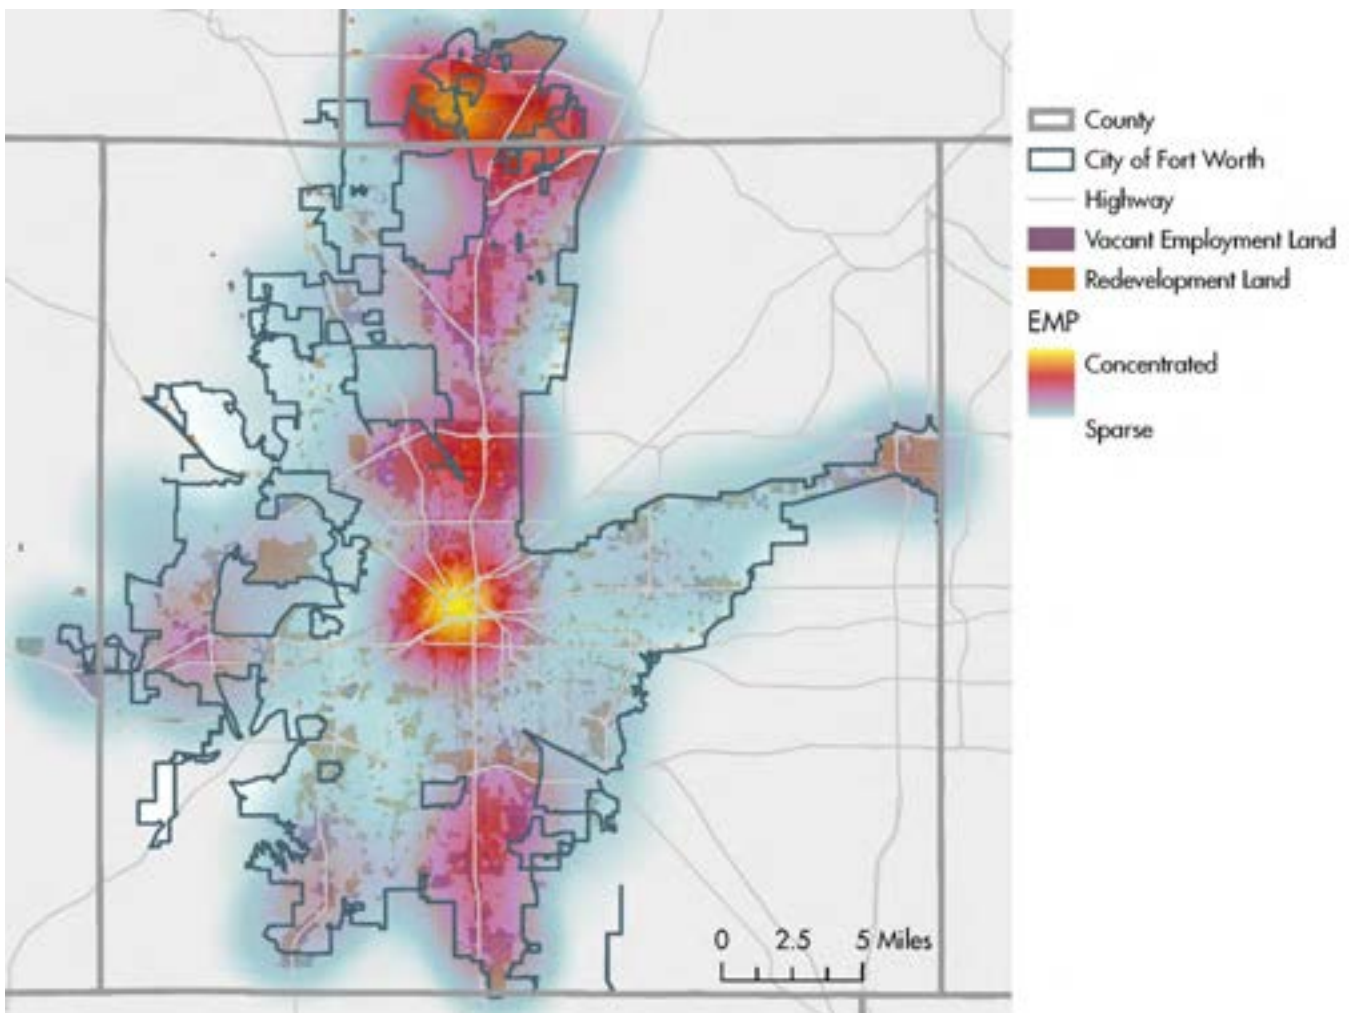 County
City of Fort Worth
Highway
Vacant Employment Land
Redevelopment Land
EMP
Concentrated
Sparse
0 2.5 5 Miles